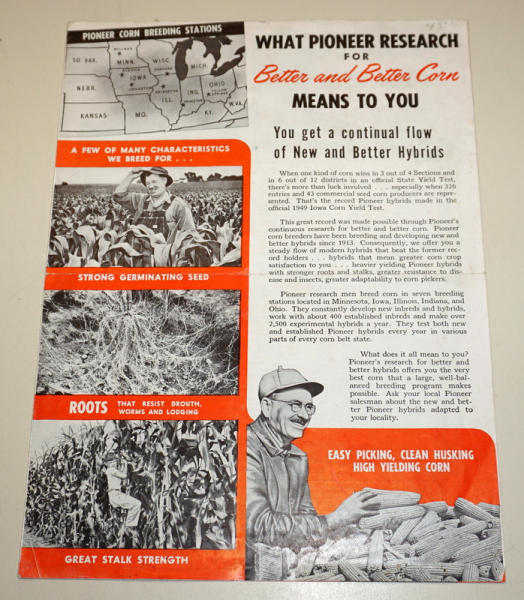 PIONEER CORN BREEDING STATIONS
SO. DAK.
MINN.
WISC.
MICH.
IOWA
NEBR.
ILL.
IND.
OHIO
W.VA.
KY.
KANSAS
MO.
JOHNSTON
PRINCETON
A FEW OF MANY CHARACTERISTICS
WE BREED FOR . . .
STRONG GERMINATING SEED
ROOTS THAT RESIST DROUTH,
WORMS AND LODGING
GREAT STALK STRENGTH
WHAT PIONEER RESEARCH
FOR
Better and Better Corn
MEANS TO YOU
You get a continual flow
of New and Better Hybrids
When one kind of corn wins in 3 out of 4 Sections and
in 6 out of 12 districts in an official State Yield Test,
there's more than luck involved . . . especially when 326
entries and 43 commercial seed corn producers are repre-
sented. That's the record Pioneer hybrids made in the
official 1949 Iowa Corn Yield Test.
This great record was made possible through Pioneer's
continuous research for better and better corn. Pioneer
corn breeders have been breeding and developing new and
better hybrids since 1913. Consequently, we offer you a
steady flow of modern hybrids that beat the former rec-
ord holders . . . hybrids that mean greater corn crop
satisfaction to you . . . heavier yielding Pioneer hybrids
with stronger roots and stalks, greater resistance to dis-
ease and insects, greater adaptability to corn pickers.
Pioneer research men breed corn in seven breeding
stations located in Minnesota, Iowa, Illinois, Indiana, and
Ohio. They constantly develop new inbreds and hybrids,
work with about 400 established inbreds and make over
2,500 experimental hybrids a year. They test both new
and established Pioneer hybrids every year in various
parts of every corn belt state.
What does it all mean to you?
Pioneer's research for better and
better hybrids offers you the very
best corn that a large, well-bal-
anced breeding program makes
possible. Ask your local Pioneer
salesman about the new and bet-
ter Pioneer hybrids adapted to
your locality.
EASY PICKING, CLEAN HUSKING
HIGH YIELDING CORN